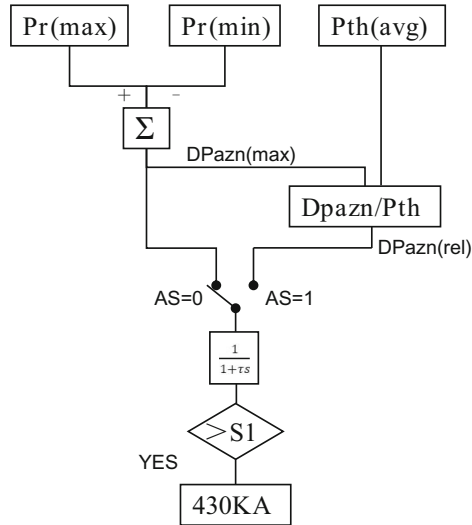 Pr(max) Pr(min) Pth(avg)
+ -
Σ
DPazn(max)
Dpazn/Pth
DPazn(rel)
AS=0 AS=1
1
1+τs
>S1
YES
430KA